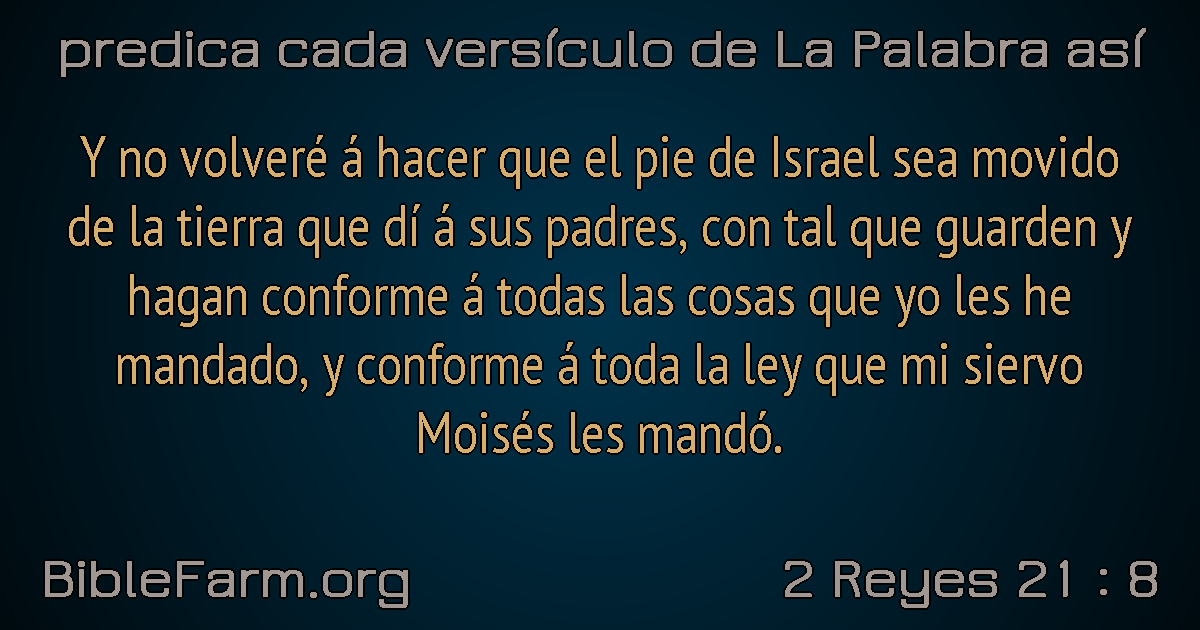 predica cada versículo de La Palabra así
Y no volveré á hacer que el pie de Israel sea movido
de la tierra que dí á sus padres, con tal que guarden y
hagan conforme á todas las cosas que yo les he
mandado, y conforme á toda la ley que mi siervo
Moisés les mandó.
BibleFarm.org
2 Reyes 21 : 8